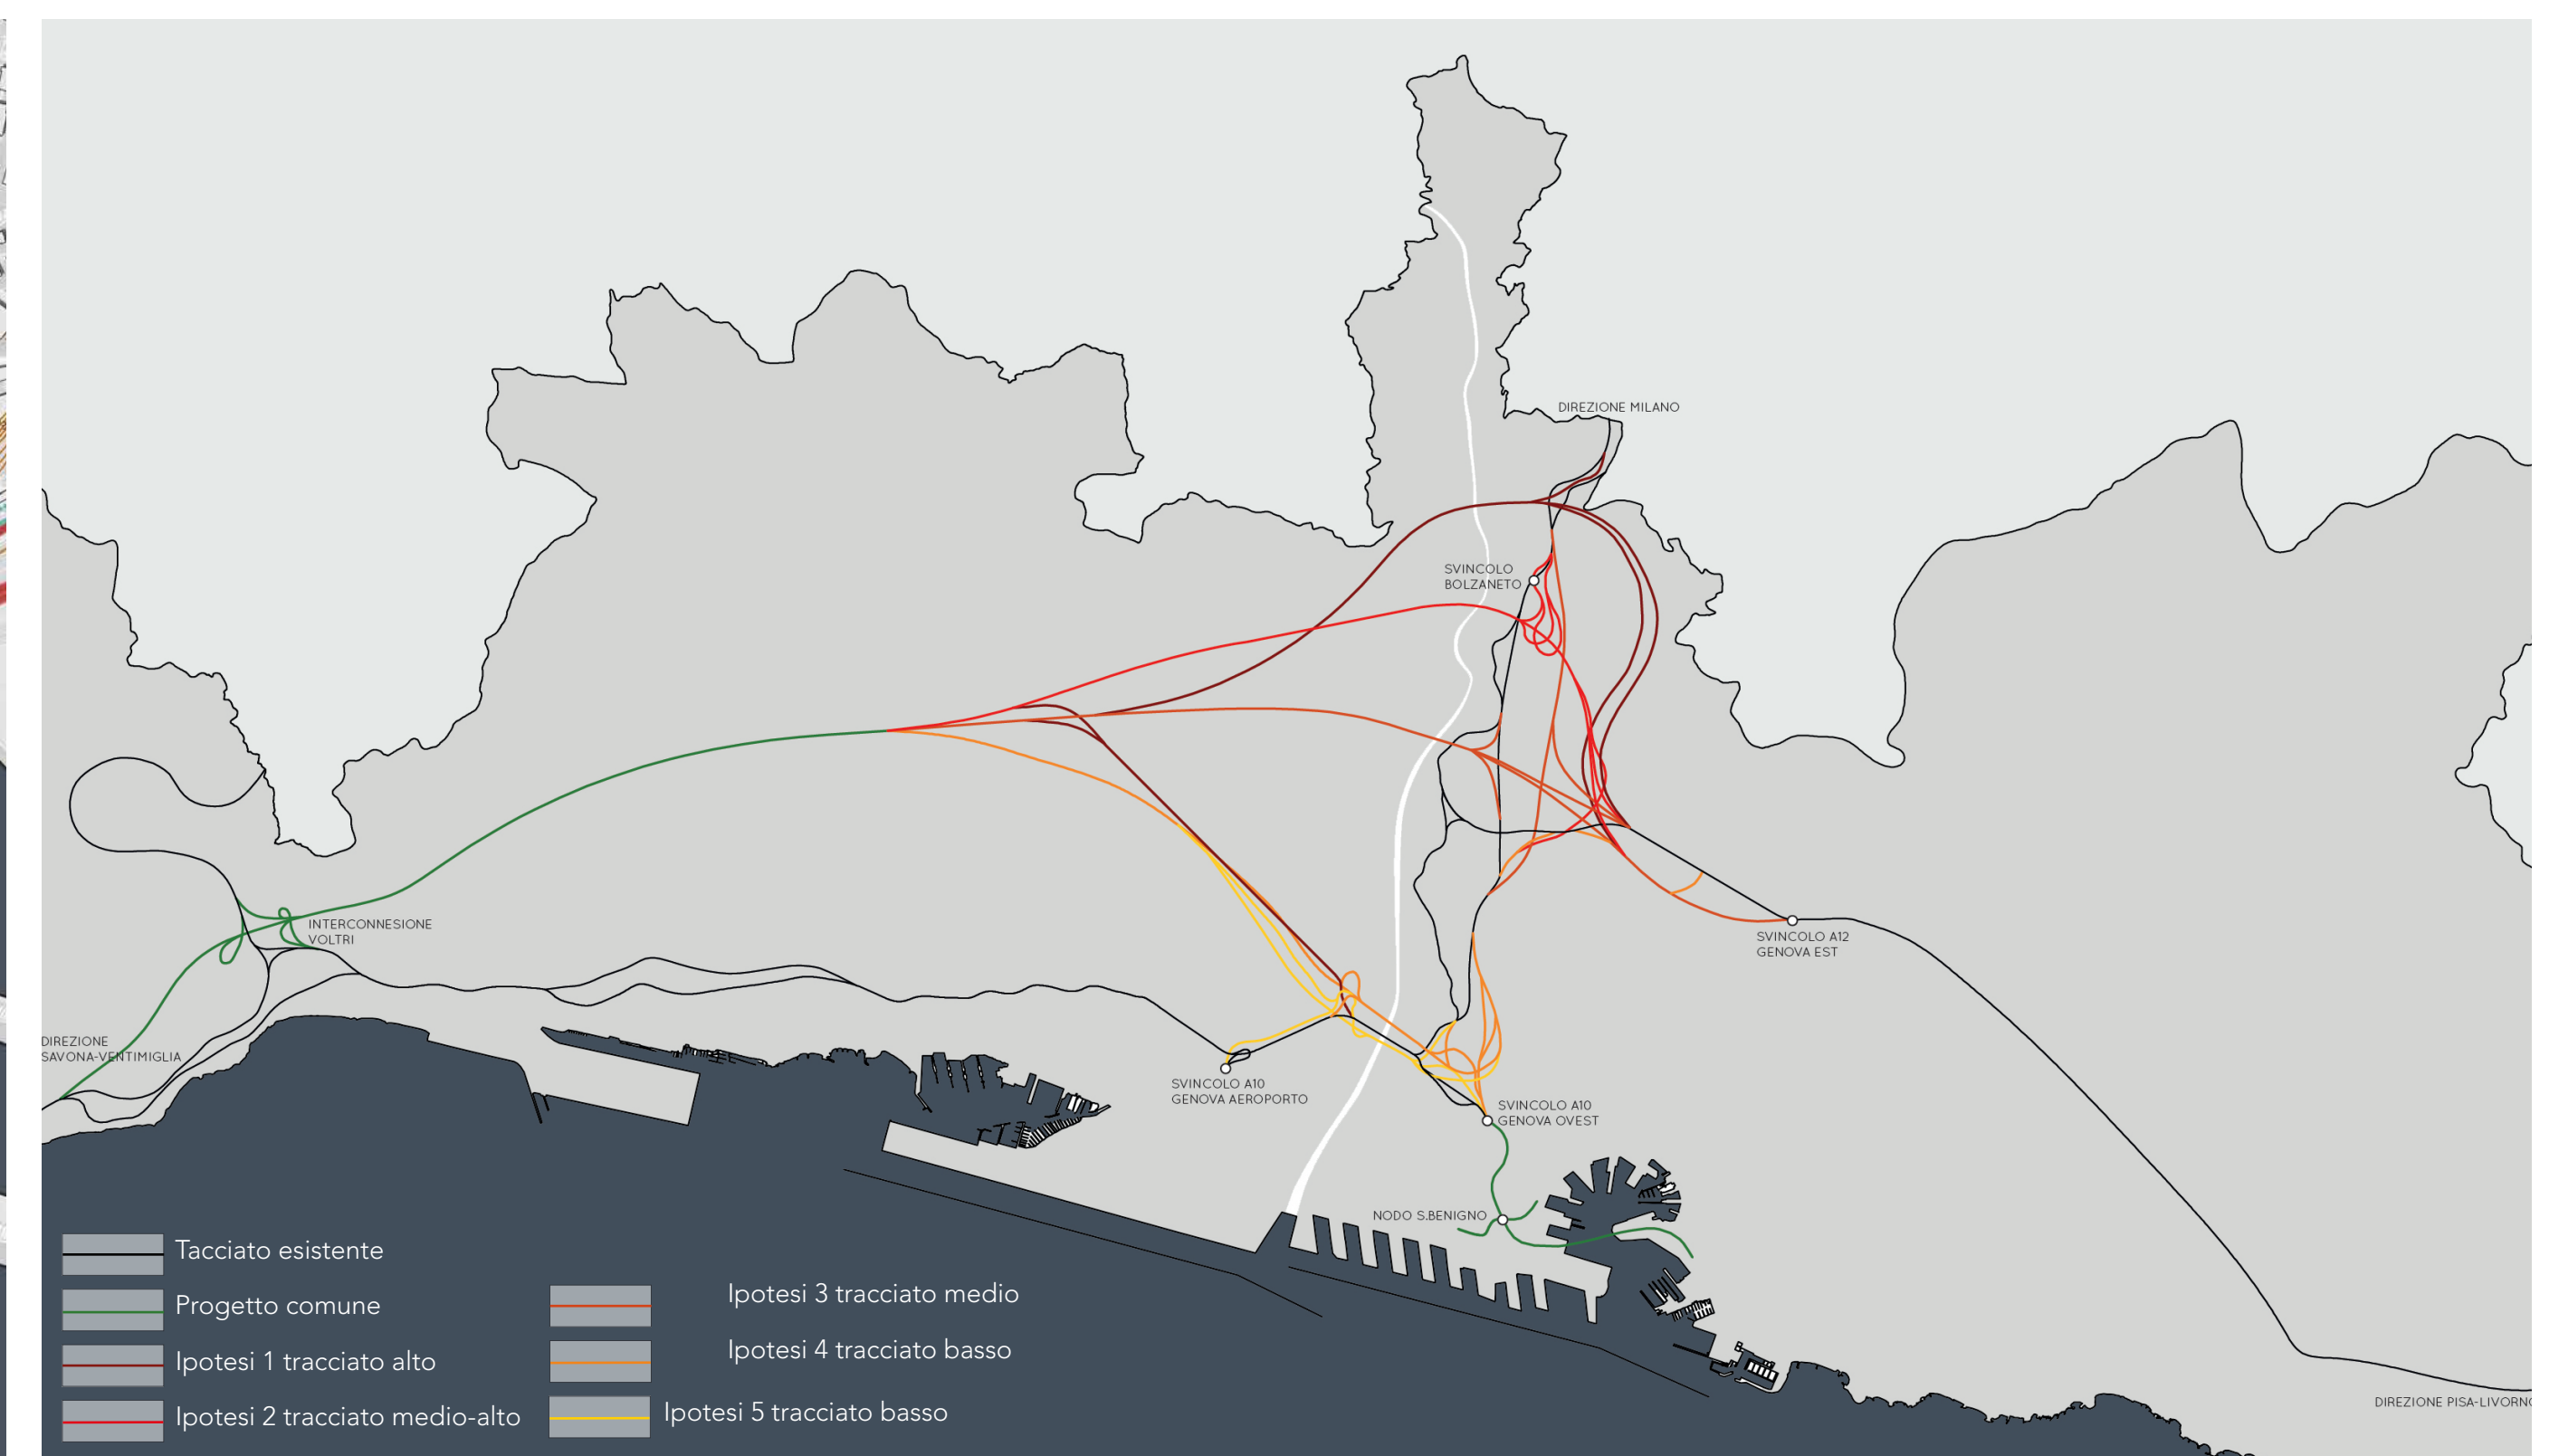 DIREZIONE MILANO
SVINCOLO
BOLZANETO
INTERCONNESIONE
VOLTRI
SVINCOLO A12
GENOVA EST
DIREZIONE
SAVONA-VENTIMIGLIA
SVINCOLO A10
GENOVA AEROPORTO
SVINCOLO A10
GENOVA OVEST
NODO S.BENIGNO
DIREZIONE PISA-LIVORNO
Tacciato esistente
Progetto comune
Ipotesi 1 tracciato alto
Ipotesi 2 tracciato medio-alto
Ipotesi 3 tracciato medio
Ipotesi 4 tracciato basso
Ipotesi 5 tracciato basso